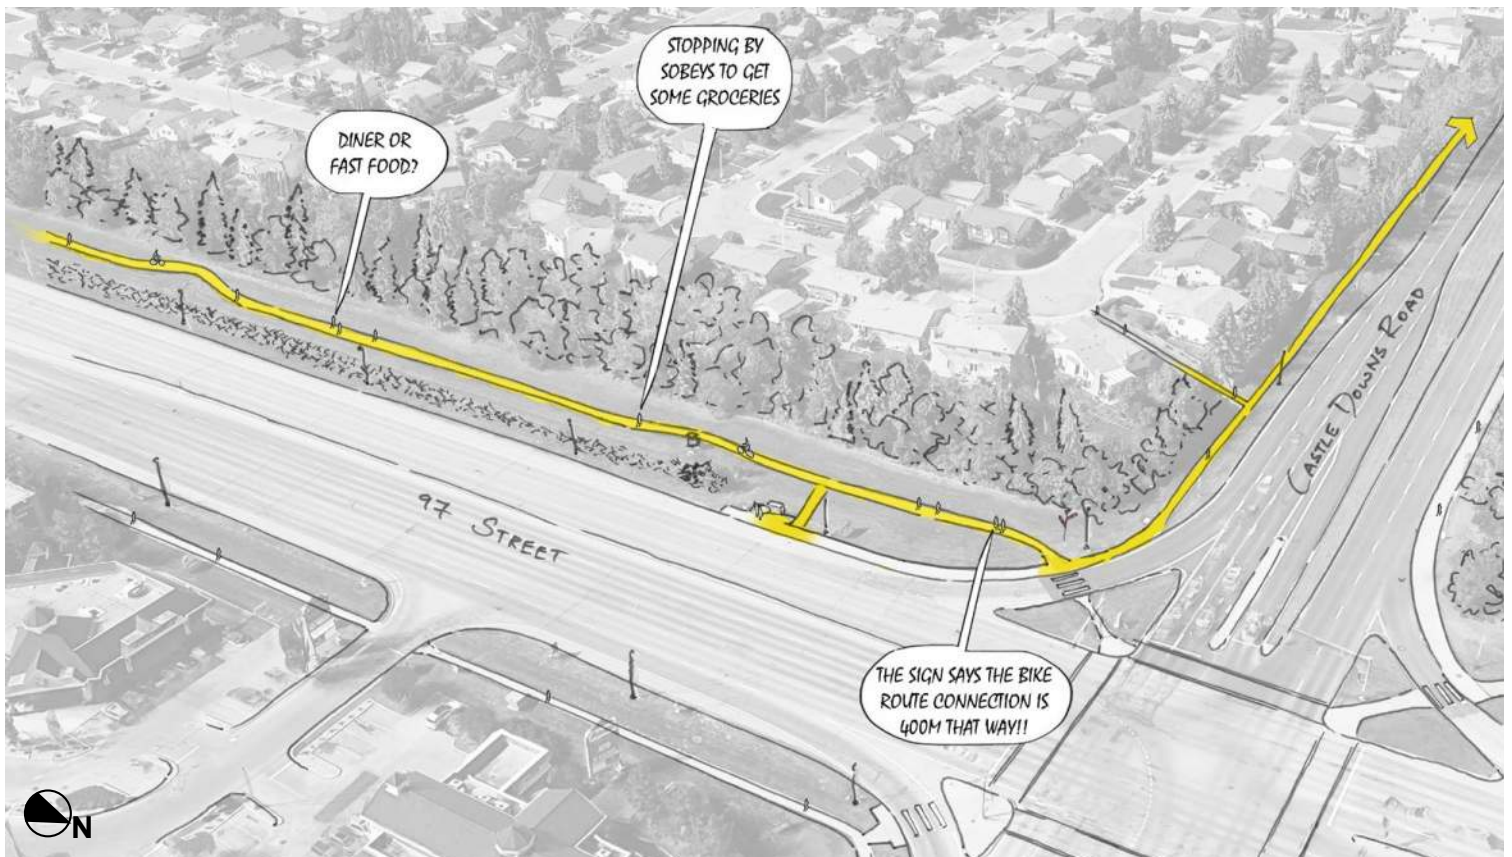 STOPPING BY
SOBEYS TO GET
SOME GROCERIES
DINER OR
FAST FOOD?
CASTLE DOWNS ROAD
97 STREET
THE SIGN SAYS THE BIKE
ROUTE CONNECTION IS
400M THAT WAY!!
N